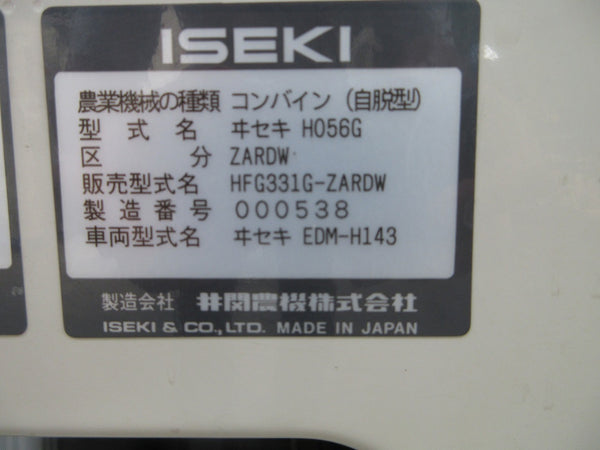 ISEKI
農業機械の種類 コンバイン (自脱型)
型式名 ヰセキ HO56G
区分 ZARDW
販売型式名 HFG331G-ZARDW
製造番号 000538
車両型式名 ヰセキ EDM-H143
製造会社 井関農機株式会社
ISEKI & CO., LTD. MADE IN JAPAN